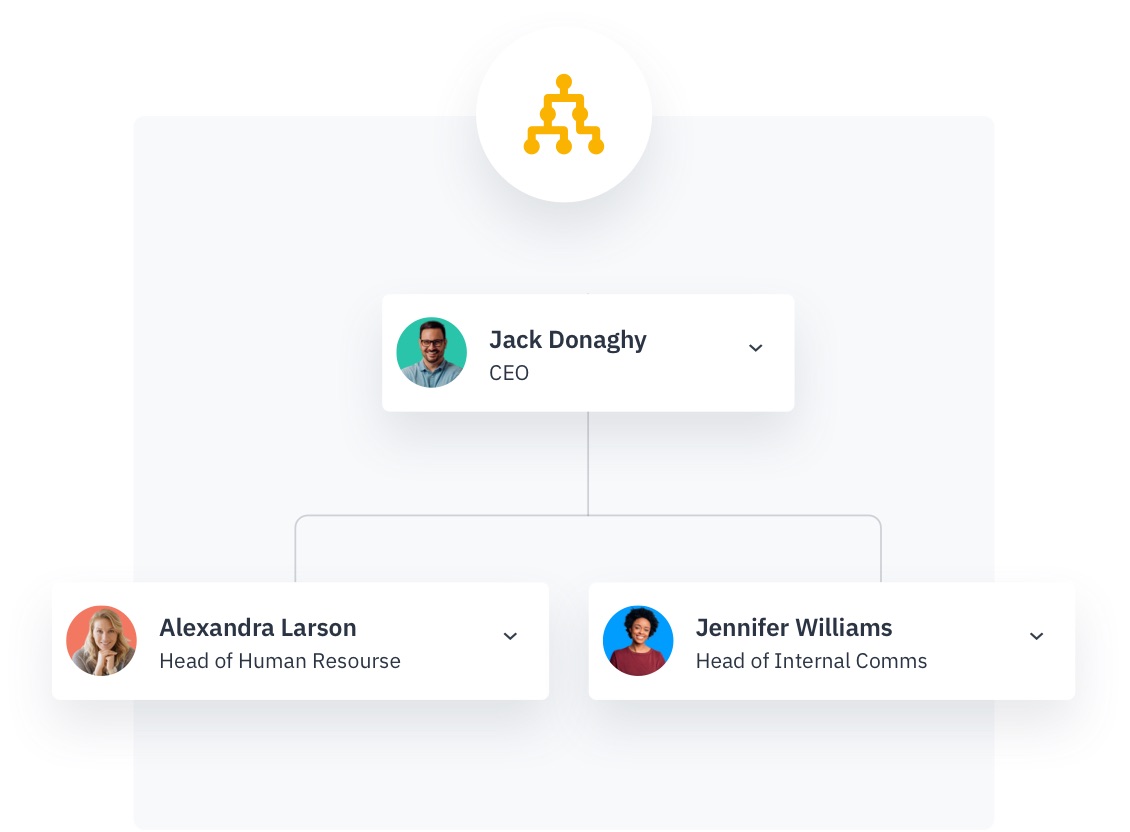 Jack Donaghy
CEO
Alexandra Larson
Head of Human Resourse
Jennifer Williams
Head of Internal Comms